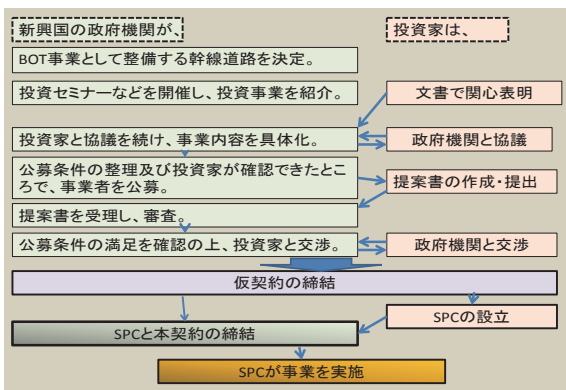 新興国の政府機関が、
投資家は、
BOT事業として整備する幹線道路を決定。
投資セミナーなどを開催し、投資事業を紹介。
文書で関心表明
投資家と協議を続け、事業内容を具体化。
政府機関と協議
公募条件の整理及び投資家が確認できたとこ
ろで、事業者を公募。
提案書の作成・提出
提案書を受理し、審査。
公募条件の満足を確認の上、投資家と交渉。
政府機関と交渉
仮契約の締結
SPCの設立
SPCと本契約の締結
SPCが事業を実施